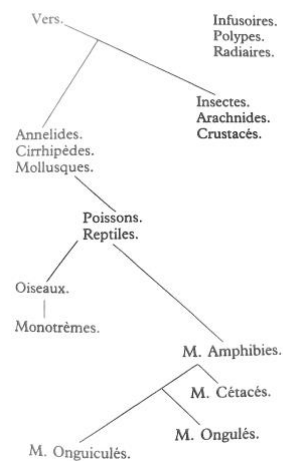 Vers.
Infusoires.
Polypes.
Radiaires.
Insectes.
Arachnides.
Crustacés.
Annelides.
Cirrhipèdes.
Mollusques.
Poissons.
Reptiles.
Oiseaux.
Monotrèmes.
M. Amphibies.
M. Cétacés.
M. Ongulés.
M. Onguiculés.